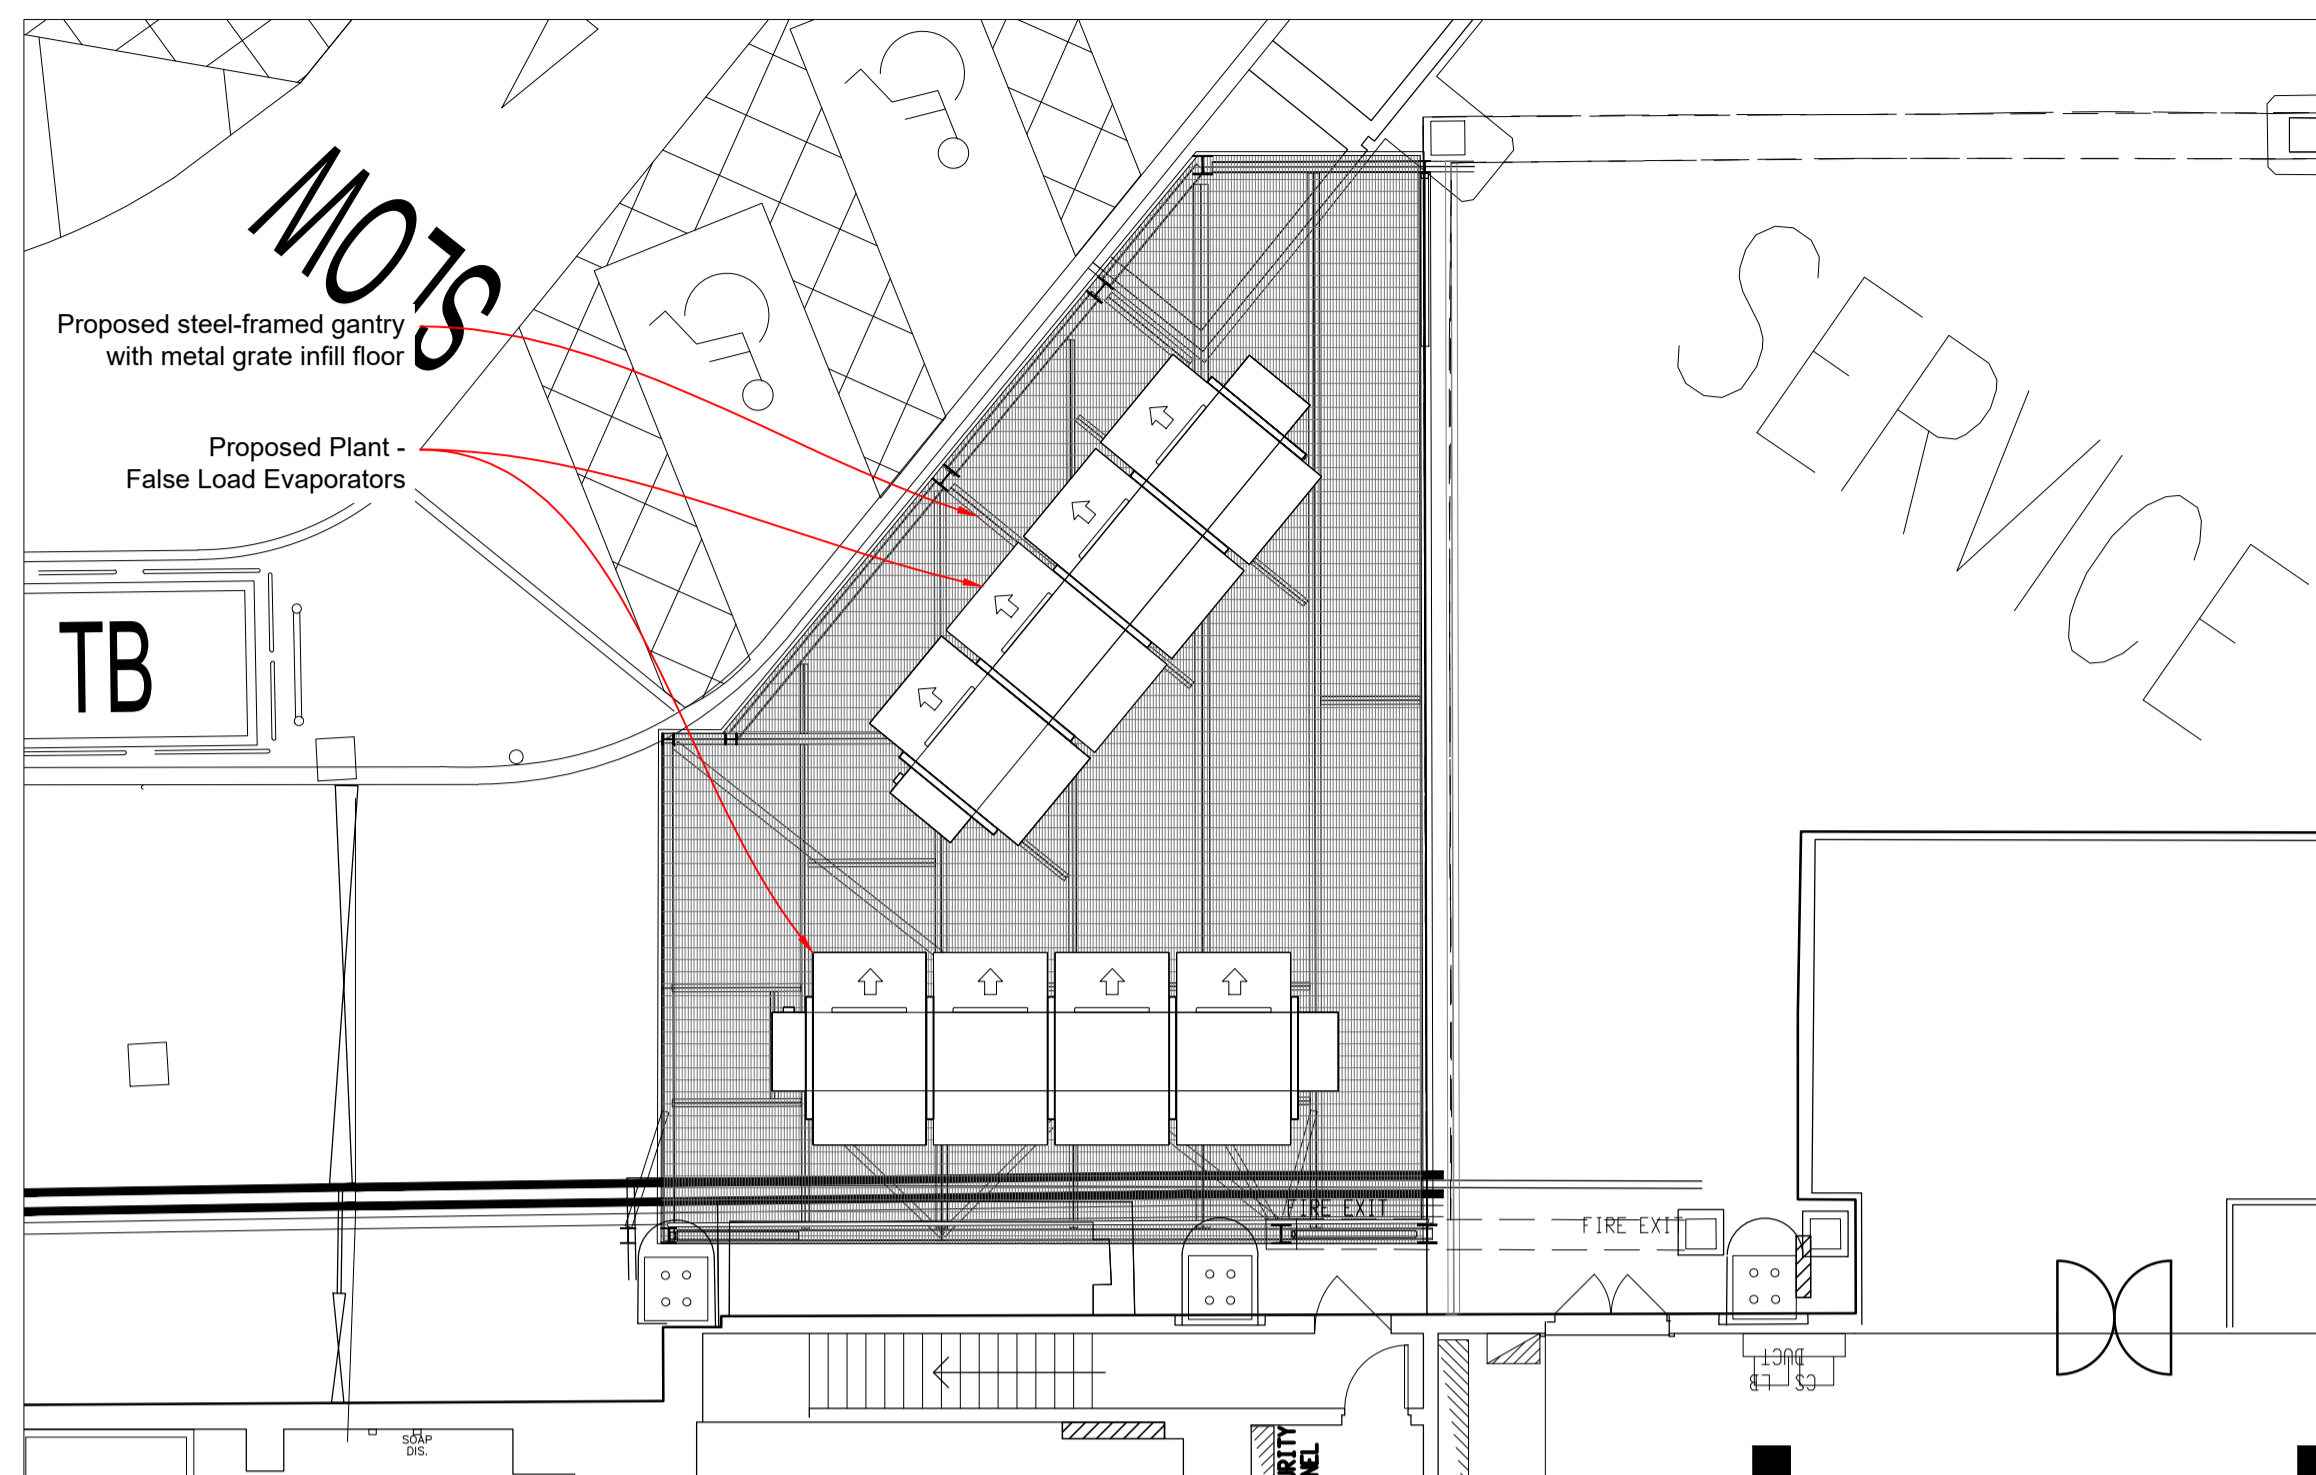 SLOW
Proposed steel-framed gantry
with metal grate infill floor
Proposed Plant -
False Load Evaporators
SERVICE
TB
FIRE EXIT
FIRE EXIT
DUCT
SOAP
DIS.